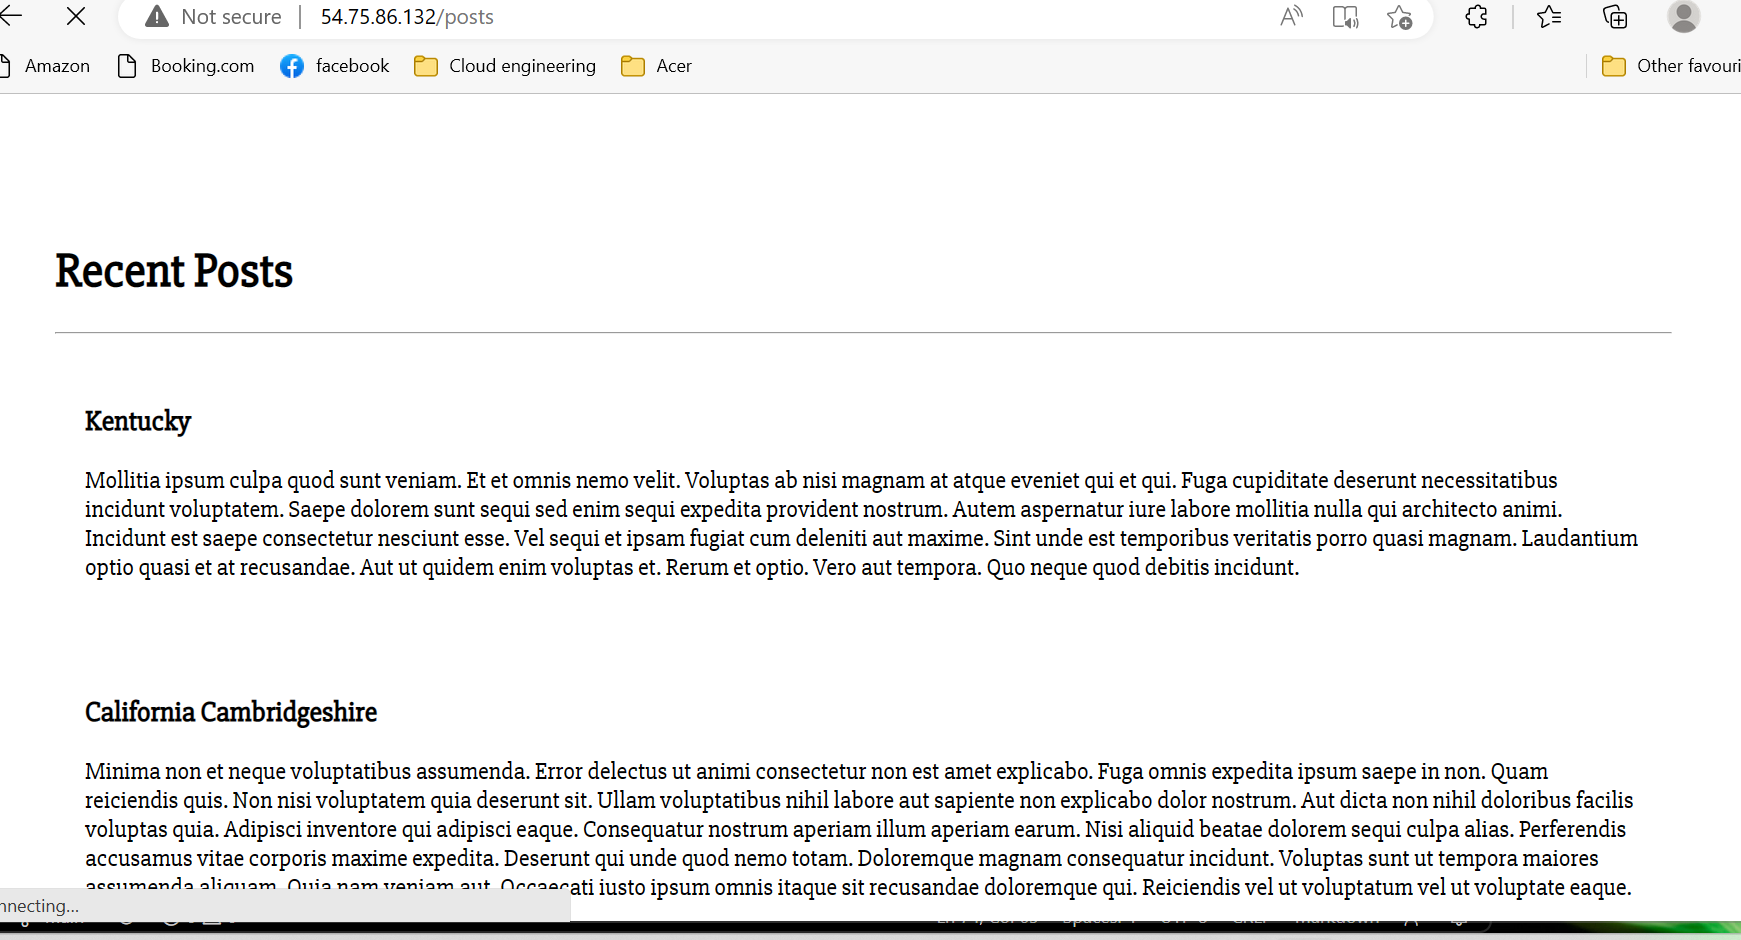 Not secure | 54.75.86.132/posts
Amazon Booking.com facebook Cloud engineering Acer Other favouri
Recent Posts
Kentucky
Mollitia ipsum culpa quod sunt veniam. Et et omnis nemo velit. Voluptas ab nisi magnam at atque eveniet qui et qui. Fuga cupiditate deserunt necessitatibus
incidunt voluptatem. Saepe dolorem sunt sequi sed enim sequi expedita provident nostrum. Autem aspernatur iure labore mollitia nulla qui architecto animi.
Incidunt est saepe consectetur nesciunt esse. Vel sequi et ipsam fugiat cum deleniti aut maxime. Sint unde est temporibus veritatis porro quasi magnam. Laudantium
optio quasi et at recusandae. Aut ut quidem enim voluptas et. Rerum et optio. Vero aut tempora. Quo neque quod debitis incidunt.
California Cambridgeshire
Minima non et neque voluptatibus assumenda. Error delectus ut animi consectetur non est amet explicabo. Fuga omnis expedita ipsum saepe in non. Quam
reiciendis quis. Non nisi voluptatem quia deserunt sit. Ullam voluptatibus nihil labore aut sapiente non explicabo dolor nostrum. Aut dicta non nihil doloribus facilis
voluptas quia. Adipisci inventore qui adipisci eaque. Consequatur nostrum aperiam illum aperiam earum. Nisi aliquid beatae dolorem sequi culpa alias. Perferendis
accusamus vitae corporis maxime expedita. Deserunt qui unde quod nemo totam. Doloremque magnam consequatur incidunt. Voluptas sunt ut tempora maiores
assumenda aliquam. Quia nam veniam aut. Occaecati iusto ipsum omnis itaque sit recusandae doloremque qui. Reiciendis vel ut voluptatum vel ut voluptate eaque.
nnecting...